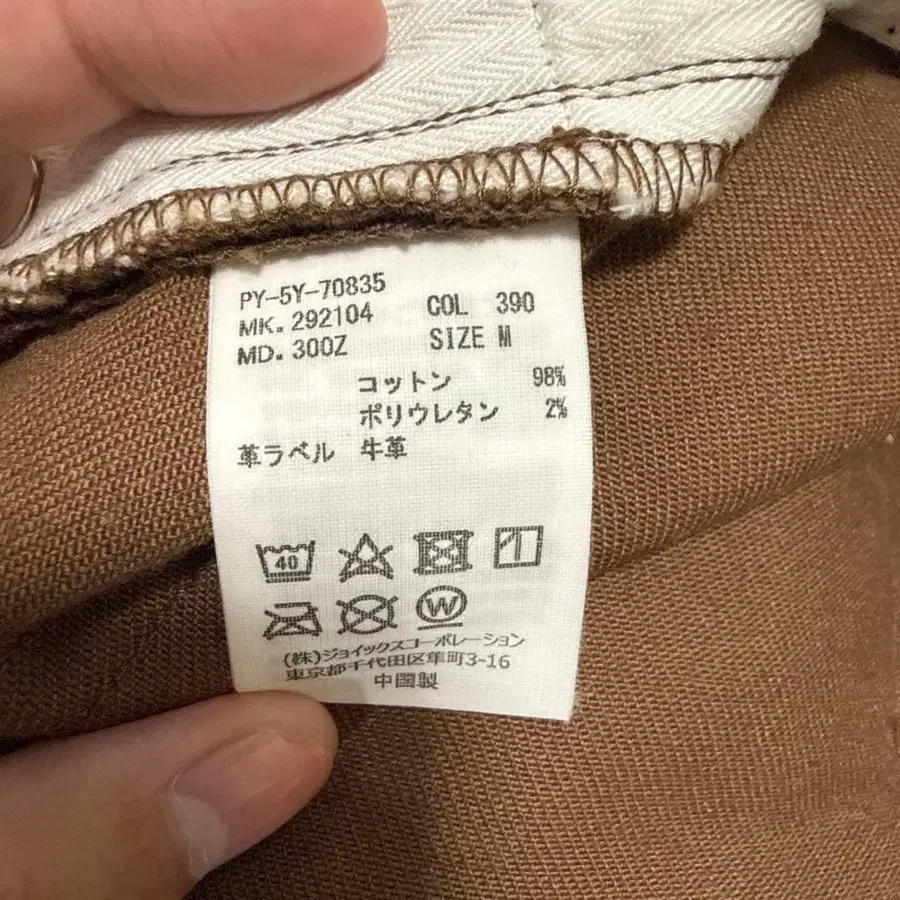 PY-5Y-70835
MK. 292104 COL 390
MD. 300Z SIZE M
コットン 98%
ポリウレタン 2%
革ラベル 牛革
40
W
(株)ジョイックスコーポレーション
東京都千代田区隼町3-16
中国製